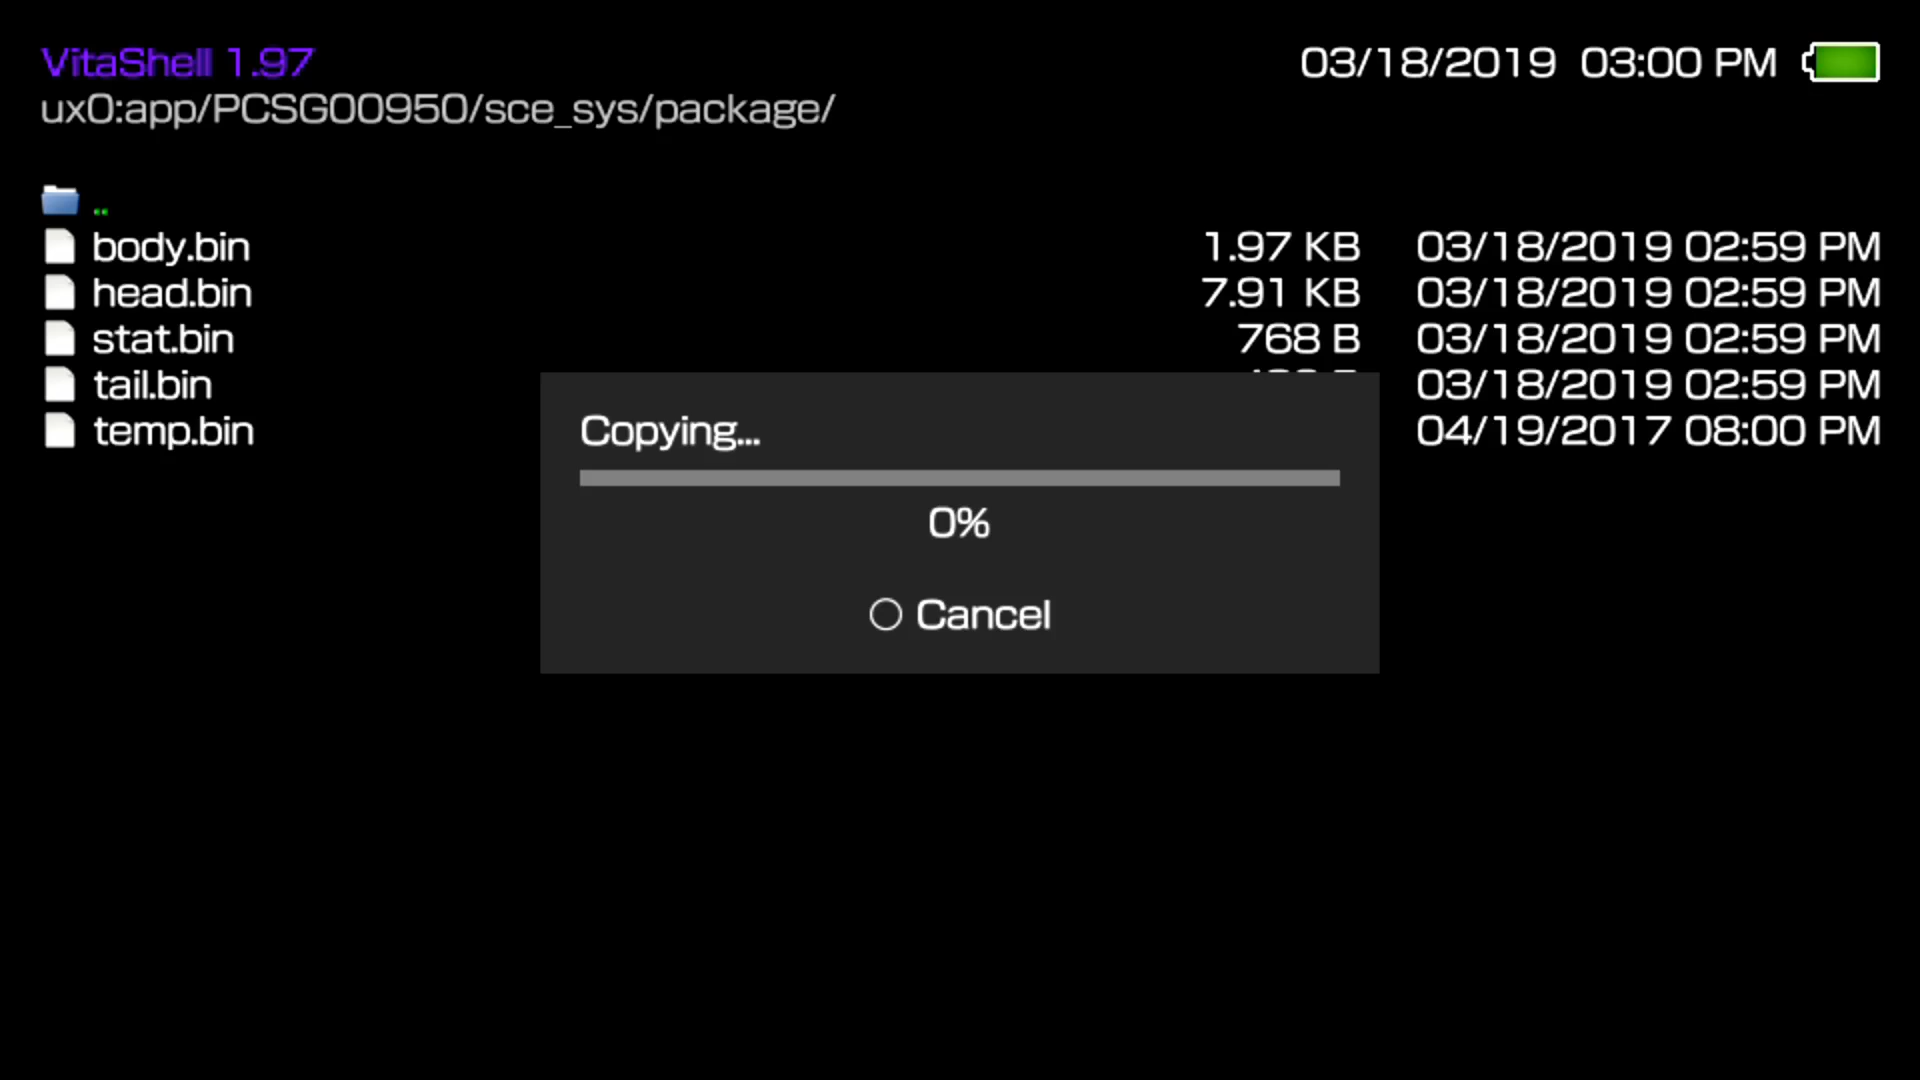 VitaShell 1.97
03/18/2019 03:00 PM
ux0:app/PCSG00950/sce_sys/package/
..
body.bin 1.97 KB 03/18/2019 02:59 PM
head.bin 7.91 KB 03/18/2019 02:59 PM
stat.bin 768 B 03/18/2019 02:59 PM
tail.bin 03/18/2019 02:59 PM
temp.bin 04/19/2017 08:00 PM
Copying...
0%
Cancel